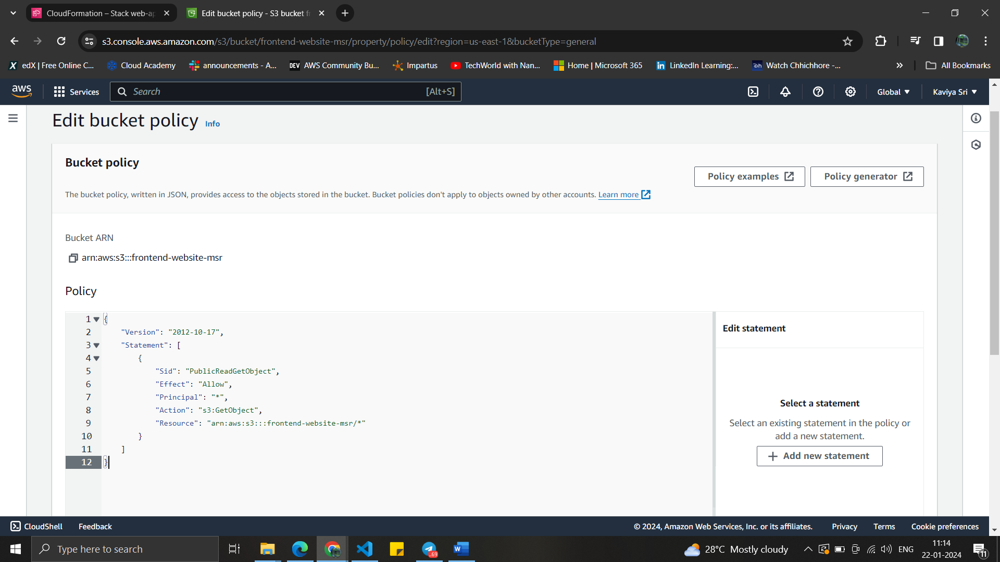 CloudFormation – Stack web-ap
Edit bucket policy - S3 bucket f
s3.console.aws.amazon.com/s3/bucket/frontend-website-msr/property/policy/edit?region=us-east-1&bucketType=general
edX | Free Online C...
Cloud Academy
announcements - A...
DEV AWS Community Bu...
Impartus
TechWorld with Nan...
Home | Microsoft 365
LinkedIn Learning:...
Watch Chhichhore -...
All Bookmarks
aws
Services
Search
[Alt+S]
Global
Kaviya Sri
Edit bucket policy Info
Bucket policy
Policy examples
Policy generator
The bucket policy, written in JSON, provides access to the objects stored in the bucket. Bucket policies don't apply to objects owned by other accounts. Learn more
Bucket ARN
arn:aws:s3:::frontend-website-msr
Policy
1 {
2 "Version": "2012-10-17",
3 "Statement": [
4 {
5 "Sid": "PublicReadGetObject",
6 "Effect": "Allow",
7 "Principal": "*",
8 "Action": "s3:GetObject",
9 "Resource": "arn:aws:s3:::frontend-website-msr/*"
10 }
11 ]
12 }
Edit statement
Select a statement
Select an existing statement in the policy or
add a new statement.
Add new statement
CloudShell
Feedback
© 2024, Amazon Web Services, Inc. or its affiliates.
Privacy
Terms
Cookie preferences
Type here to search
..69
28°C Mostly cloudy
ENG
11:14
22-01-2024
11